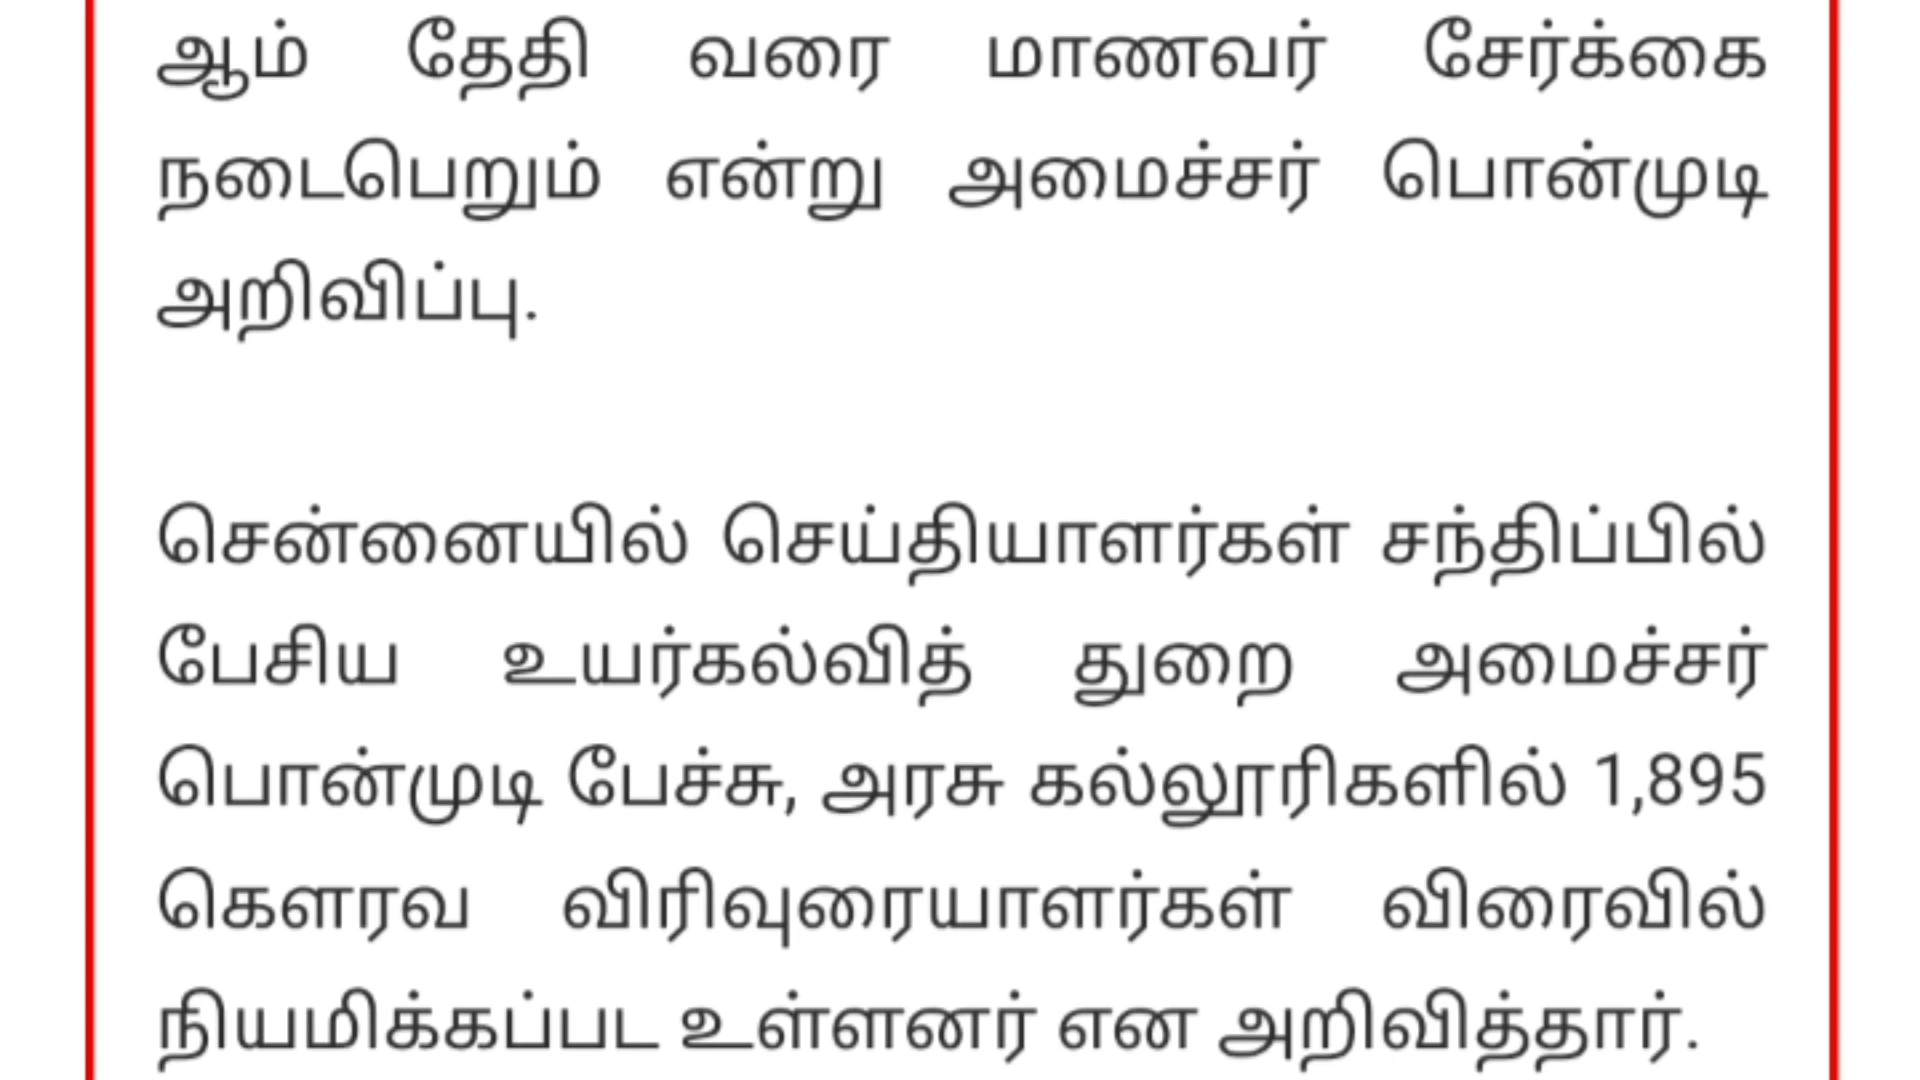 ஆம் தேதி வரை மாணவர் சேர்க்கை
நடைபெறும் என்று அமைச்சர் பொன்முடி
அறிவிப்பு.
சென்னையில் செய்தியாளர்கள் சந்திப்பில்
பேசிய உயர்கல்வித் துறை அமைச்சர்
பொன்முடி பேச்சு, அரசு கல்லூரிகளில் 1,895
கௌரவ விரிவுரையாளர்கள் விரைவில்
நியமிக்கப்பட உள்ளனர் என அறிவித்தார்.